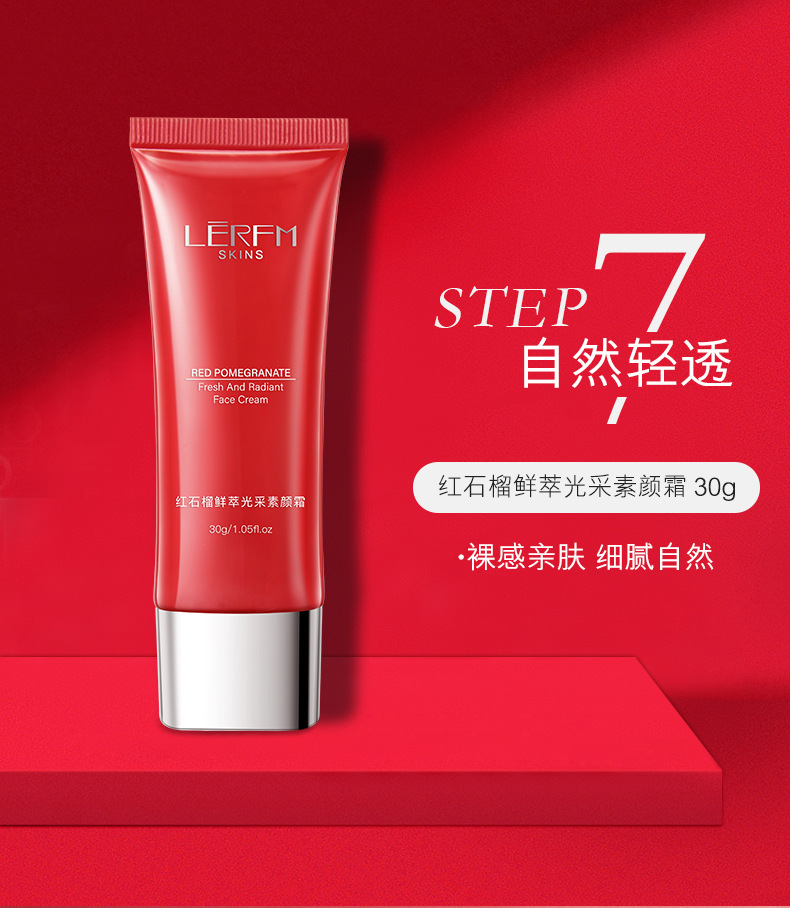 LĒRFM
SKINS
RED POMEGRANATE
Fresh And Radiant
Face Cream
红石榴鲜萃光采素颜霜
30g/1.05fl.oz
STEP 7
自然轻透
红石榴鲜萃光采素颜霜 30g
·裸感亲肤 细腻自然